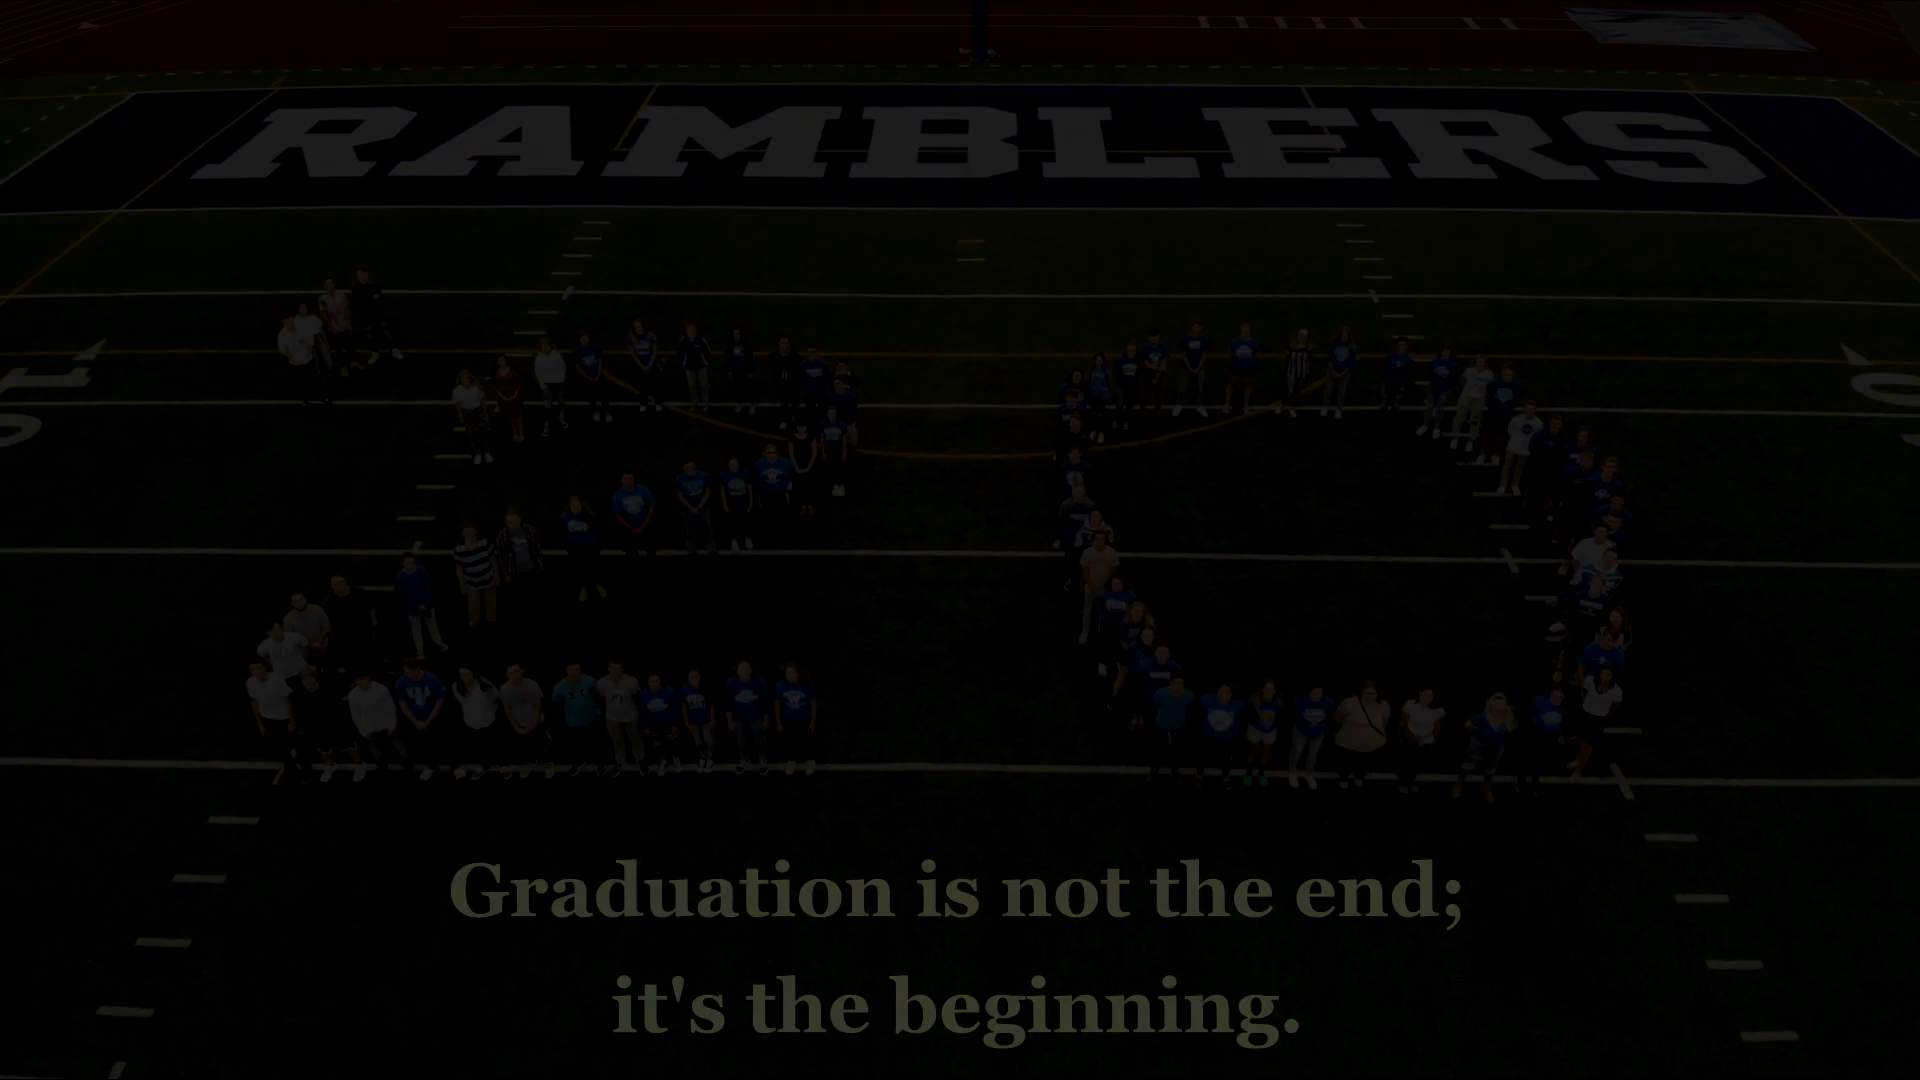 RAMBLERS
Graduation is not the end;
it's the beginning.